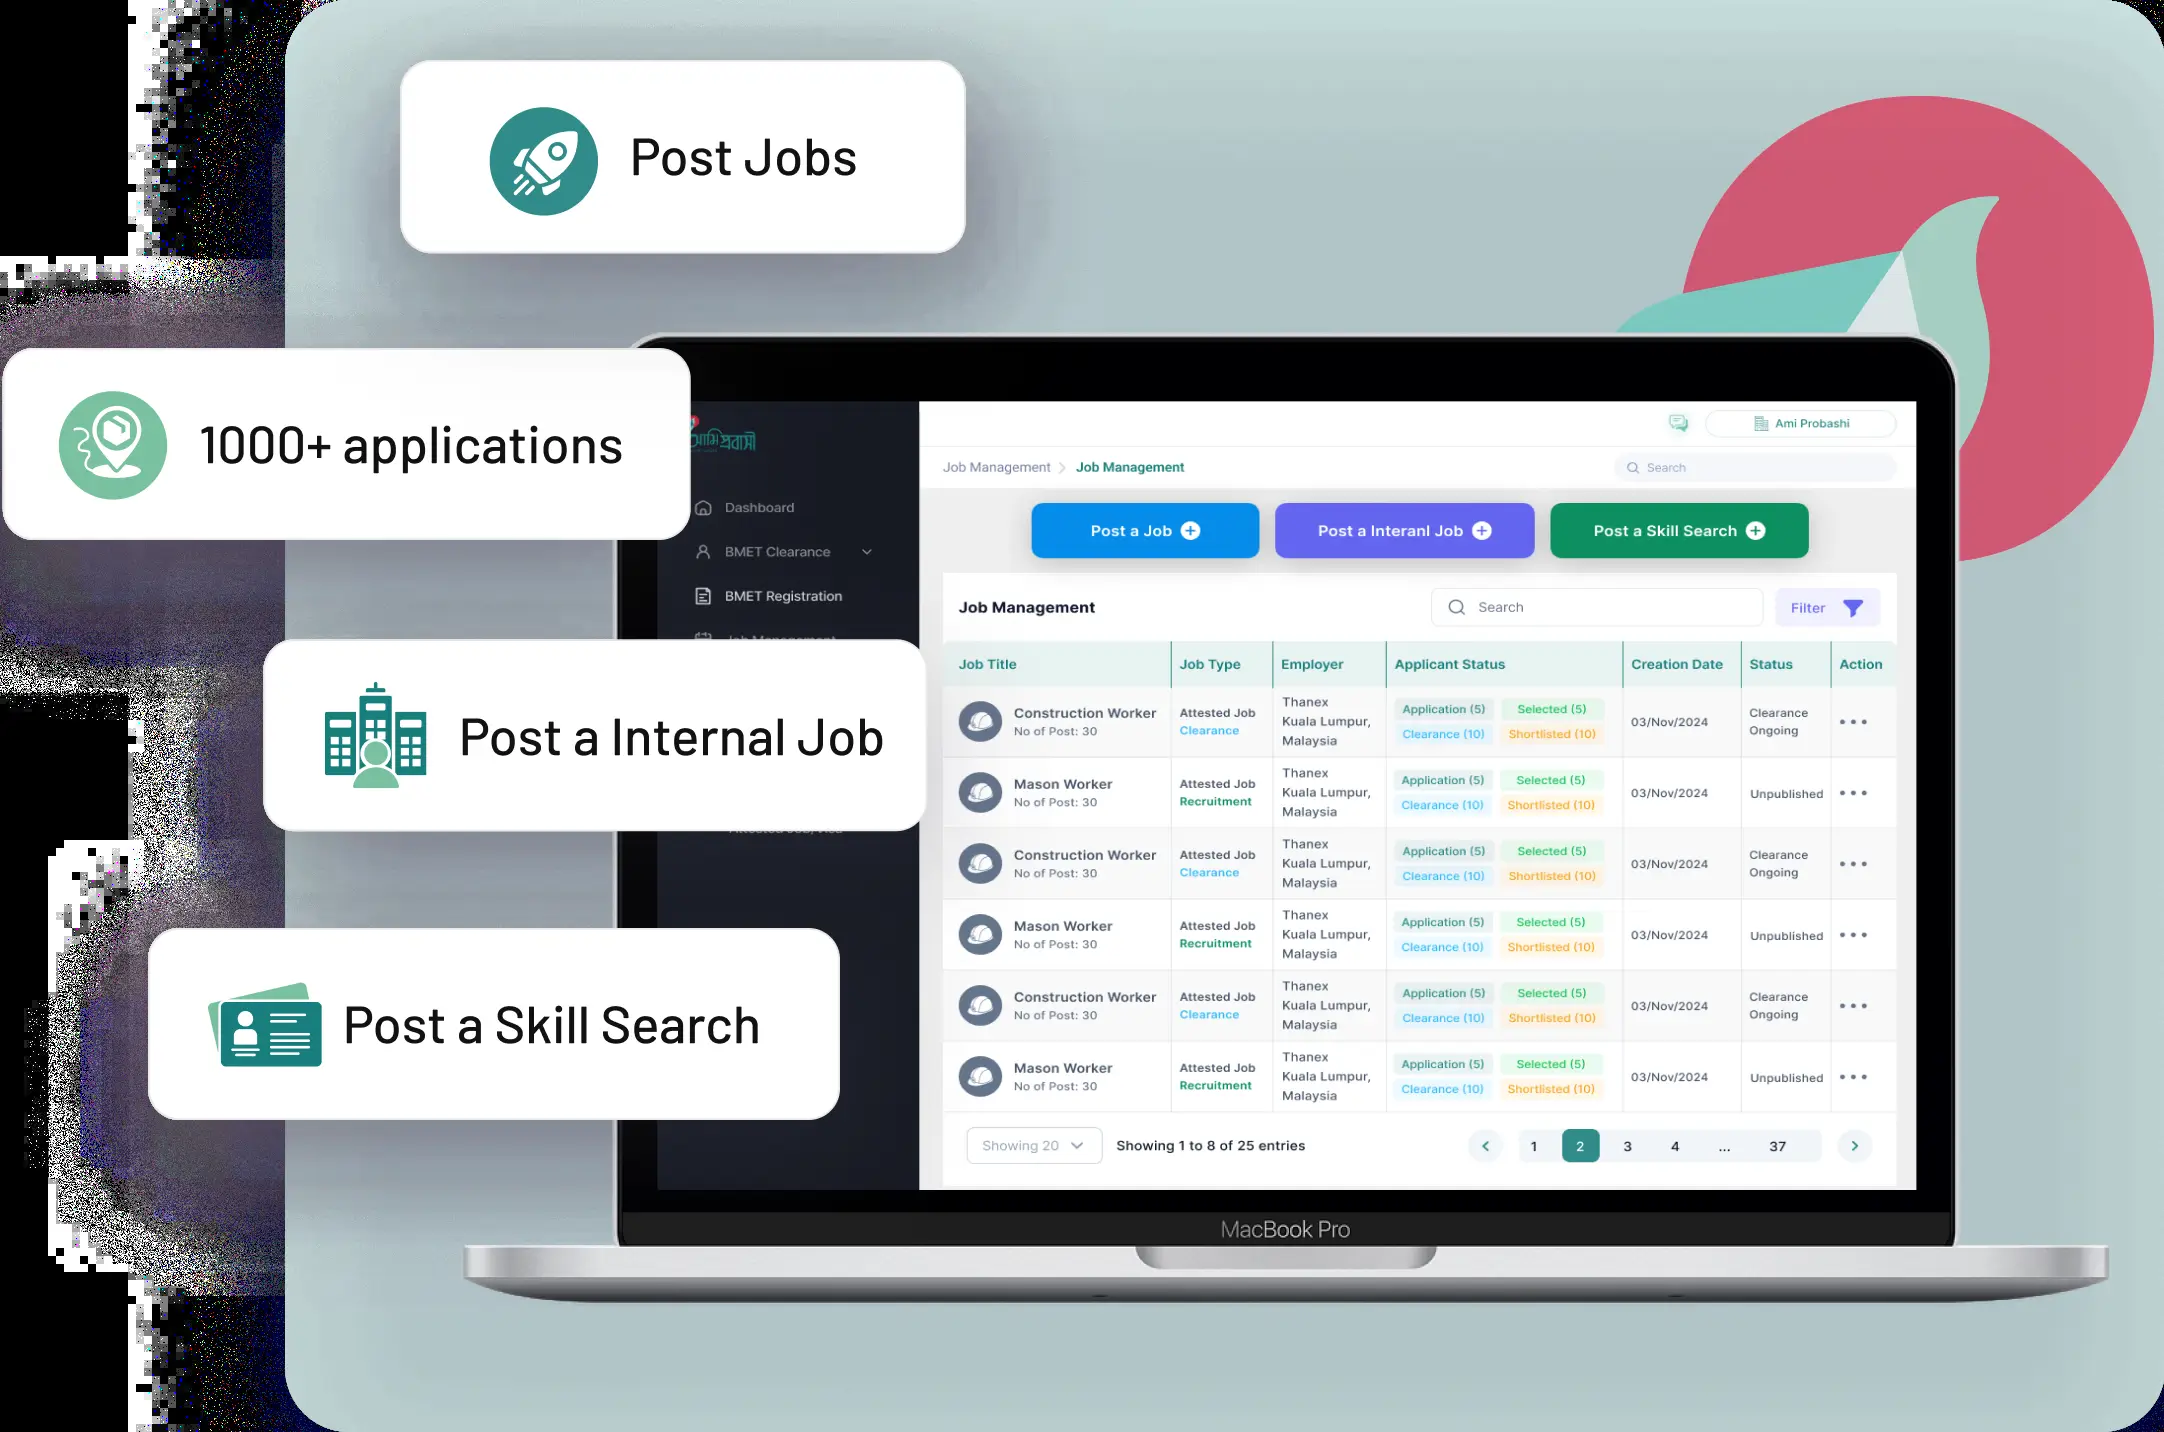 Post Jobs
1000+ applications
Post a Internal Job
Post a Skill Search
আমি প্রবাসী
Dashboard
BMET Clearance
BMET Registration
Job Management
Ami Probashi
Job Management > Job Management
Search
Post a Job
Post a Interanl Job
Post a Skill Search
Job Management
Search
Filter
Job Title Job Type Employer Applicant Status Creation Date Status Action
Construction Worker
No of Post: 30
Attested Job
Clearance
Thanex
Kuala Lumpur,
Malaysia
Application (5) Selected (5)
Clearance (10) Shortlisted (10)
03/Nov/2024
Clearance
Ongoing
Mason Worker
No of Post: 30
Attested Job
Recruitment
Thanex
Kuala Lumpur,
Malaysia
Application (5) Selected (5)
Clearance (10) Shortlisted (10)
03/Nov/2024
Unpublished
Construction Worker
No of Post: 30
Attested Job
Clearance
Thanex
Kuala Lumpur,
Malaysia
Application (5) Selected (5)
Clearance (10) Shortlisted (10)
03/Nov/2024
Clearance
Ongoing
Mason Worker
No of Post: 30
Attested Job
Recruitment
Thanex
Kuala Lumpur,
Malaysia
Application (5) Selected (5)
Clearance (10) Shortlisted (10)
03/Nov/2024
Unpublished
Construction Worker
No of Post: 30
Attested Job
Clearance
Thanex
Kuala Lumpur,
Malaysia
Application (5) Selected (5)
Clearance (10) Shortlisted (10)
03/Nov/2024
Clearance
Ongoing
Mason Worker
No of Post: 30
Attested Job
Recruitment
Thanex
Kuala Lumpur,
Malaysia
Application (5) Selected (5)
Clearance (10) Shortlisted (10)
03/Nov/2024
Unpublished
Showing 20
Showing 1 to 8 of 25 entries
1 2 3 4 ... 37
MacBook Pro